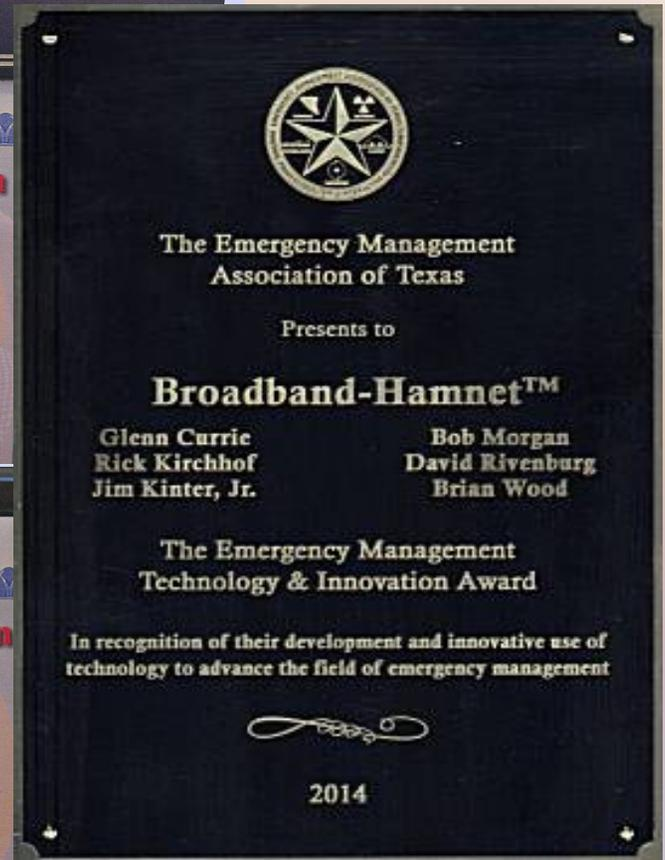 The Emergency Management
Association of Texas
Presents to
Broadband-Hamnet™
Glenn Currie
Rick Kirchhof
Jim Kinter, Jr.
Bob Morgan
David Rivenburg
Brian Wood
The Emergency Management
Technology & Innovation Award
In recognition of their development and innovative use of
technology to advance the field of emergency management
2014